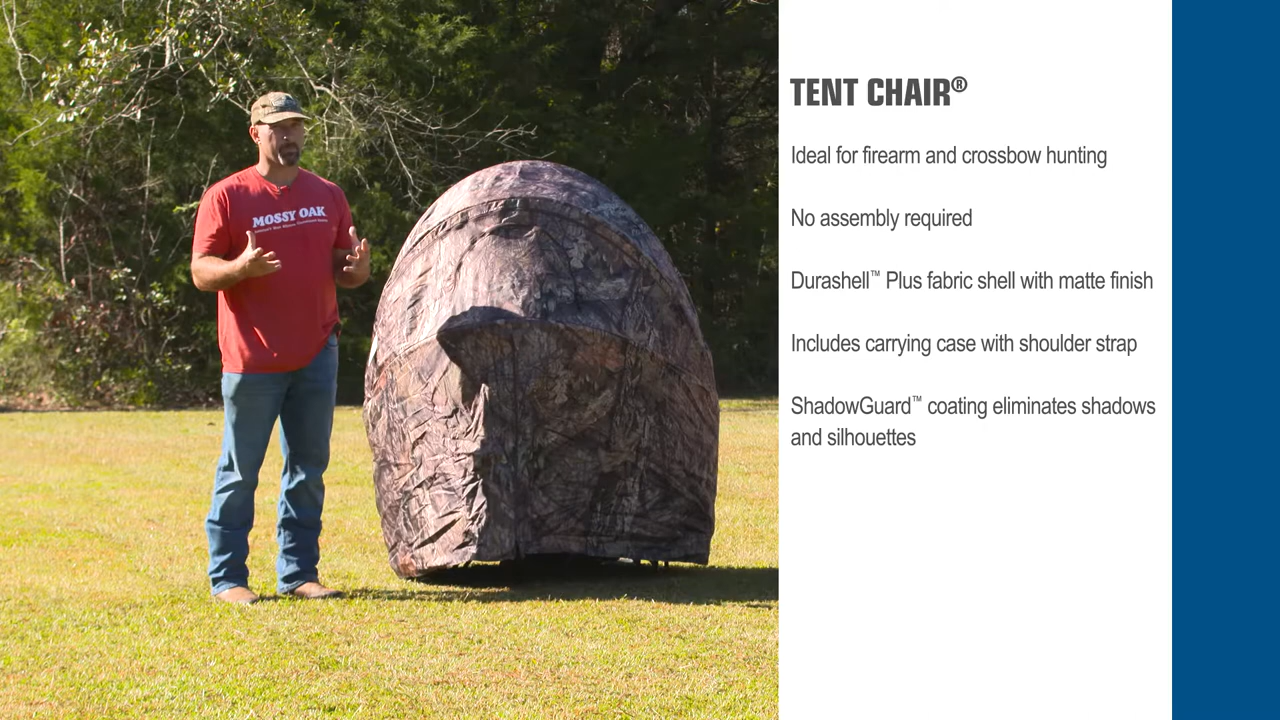 MOSSY OAK
TENT CHAIR®
Ideal for firearm and crossbow hunting
No assembly required
Durashell™ Plus fabric shell with matte finish
Includes carrying case with shoulder strap
ShadowGuard™ coating eliminates shadows
and silhouettes